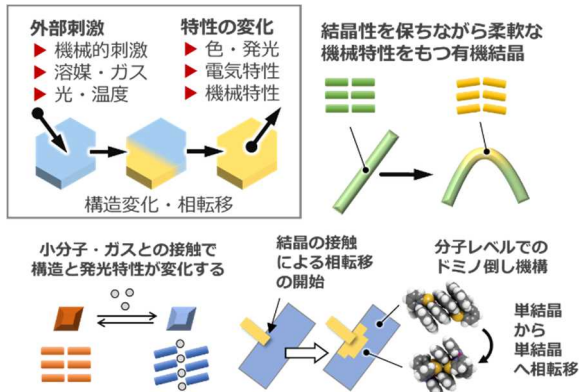 外部刺激
▶ 機械的刺激
▶ 溶媒・ガス
▶ 光・温度
特性の変化
▶ 色・発光
▶ 電気特性
▶ 機械特性
構造変化・相転移
結晶性を保ちながら柔軟な
機械特性をもつ有機結晶
小分子・ガスとの接触で
構造と発光特性が変化する
結晶の接触
による相転移
の開始
分子レベルでの
ドミノ倒し機構
単結晶
から
単結晶
へ相転移